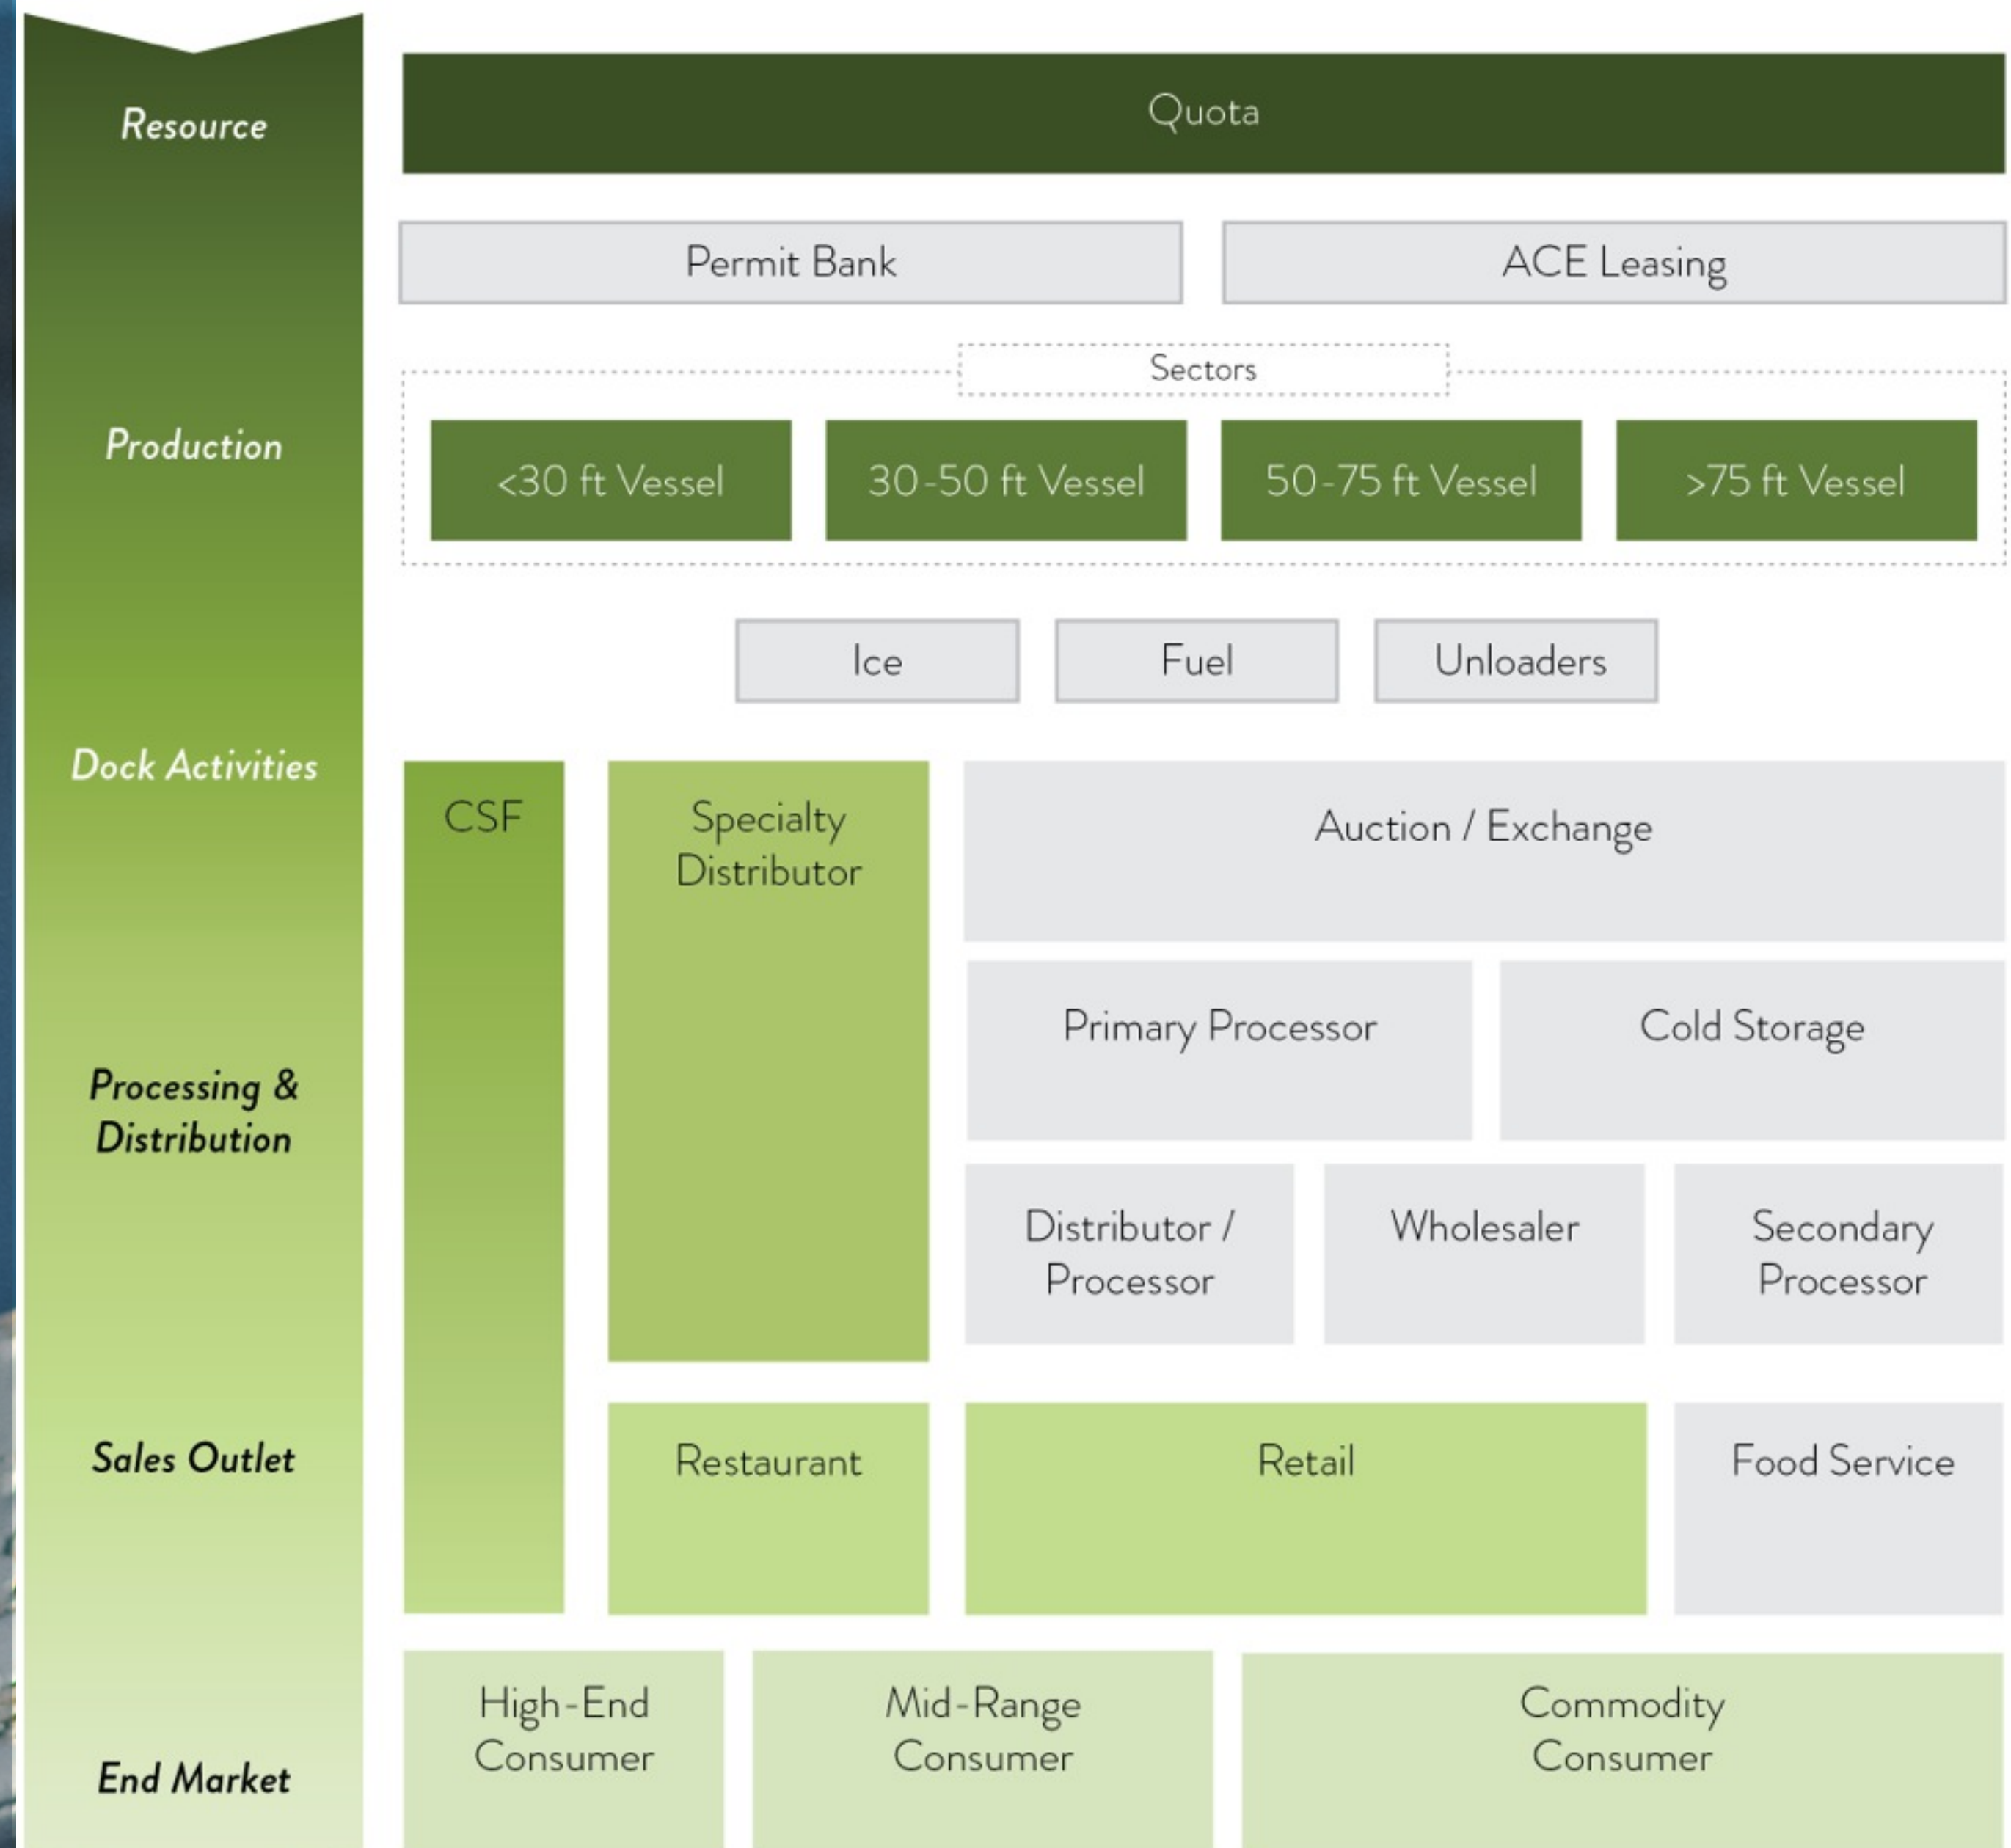 Resource
Quota
Permit Bank
ACE Leasing
Sectors
Production
<30 ft Vessel
30-50 ft Vessel
50-75 ft Vessel
>75 ft Vessel
Ice
Fuel
Unloaders
Dock Activities
CSF
Specialty
Distributor
Auction / Exchange
Primary Processor
Cold Storage
Processing &
Distribution
Distributor /
Processor
Wholesaler
Secondary
Processor
Sales Outlet
Restaurant
Retail
Food Service
End Market
High-End
Consumer
Mid-Range
Consumer
Commodity
Consumer